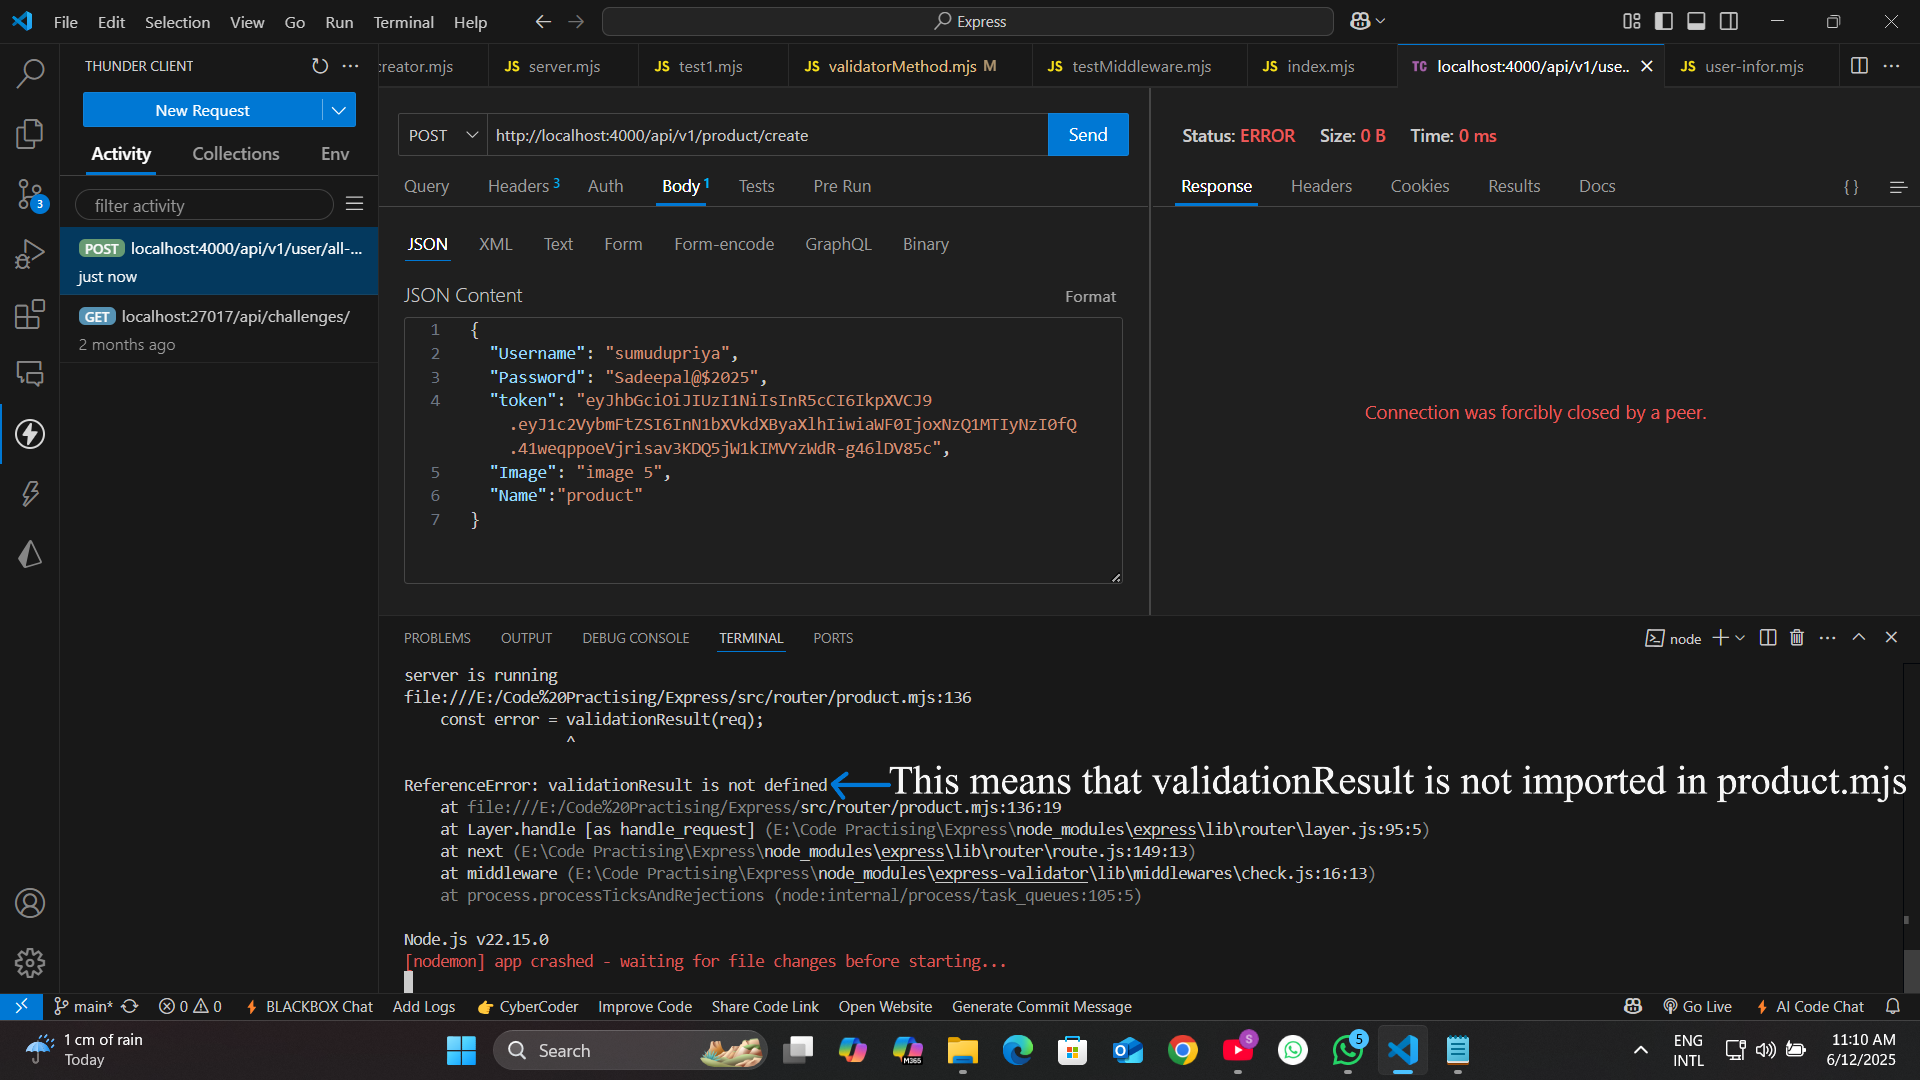 File Edit Selection View Go Run Terminal Help
Express
THUNDER CLIENT
New Request
Activity Collections Env
filter activity
POST localhost:4000/api/v1/user/all-...
just now
GET localhost:27017/api/challenges/
2 months ago
3
creator.mjs
JS server.mjs
JS test1.mjs
JS validatorMethod.mjs M
JS testMiddleware.mjs
JS index.mjs
TC localhost:4000/api/v1/use..
JS user-infor.mjs
POST http://localhost:4000/api/v1/product/create Send
Query Headers 3 Auth Body 1 Tests Pre Run
JSON XML Text Form Form-encode GraphQL Binary
JSON Content
Format
1 {
2 "Username": "sumudupriya",
3 "Password": "Sadeepal@$2025",
4 "token": "eyJhbGciOiJIUzI1NiIsInR5cCI6IkpXVCJ9
.eyJ1c2VybmFtZSI6InN1bXVkdXByaXlhIiwiaWF0IjoxNzQ1MTIyNzI0fQ
.41weqppoeVjrisav3KDQ5jW1kIMVYzWdR-g46lDV85c",
5 "Image": "image 5",
6 "Name":"product"
7 }
Status: ERROR Size: 0 B Time: 0 ms
Response Headers Cookies Results Docs
{ }
Connection was forcibly closed by a peer.
PROBLEMS OUTPUT DEBUG CONSOLE TERMINAL PORTS
node
server is running
file:///E:/Code%20Practising/Express/src/router/product.mjs:136
const error = validationResult(req);
^
ReferenceError: validationResult is not defined
This means that validationResult is not imported in product.mjs
at file:///E:/Code%20Practising/Express/src/router/product.mjs:136:19
at Layer.handle [as handle_request] (E:\Code Practising\Express\node_modules\express\lib\router\layer.js:95:5)
at next (E:\Code Practising\Express\node_modules\express\lib\router\route.js:149:13)
at middleware (E:\Code Practising\Express\node_modules\express-validator\lib\middlewares\check.js:16:13)
at process.processTicksAndRejections (node:internal/process/task_queues:105:5)
Node.js v22.15.0
[nodemon] app crashed - waiting for file changes before starting...
main* 0 0 BLACKBOX Chat Add Logs CyberCoder Improve Code Share Code Link Open Website Generate Commit Message
Go Live AI Code Chat
1 cm of rain
Today
Search
M365
S
5
ENG
INTL
11:10 AM
6/12/2025